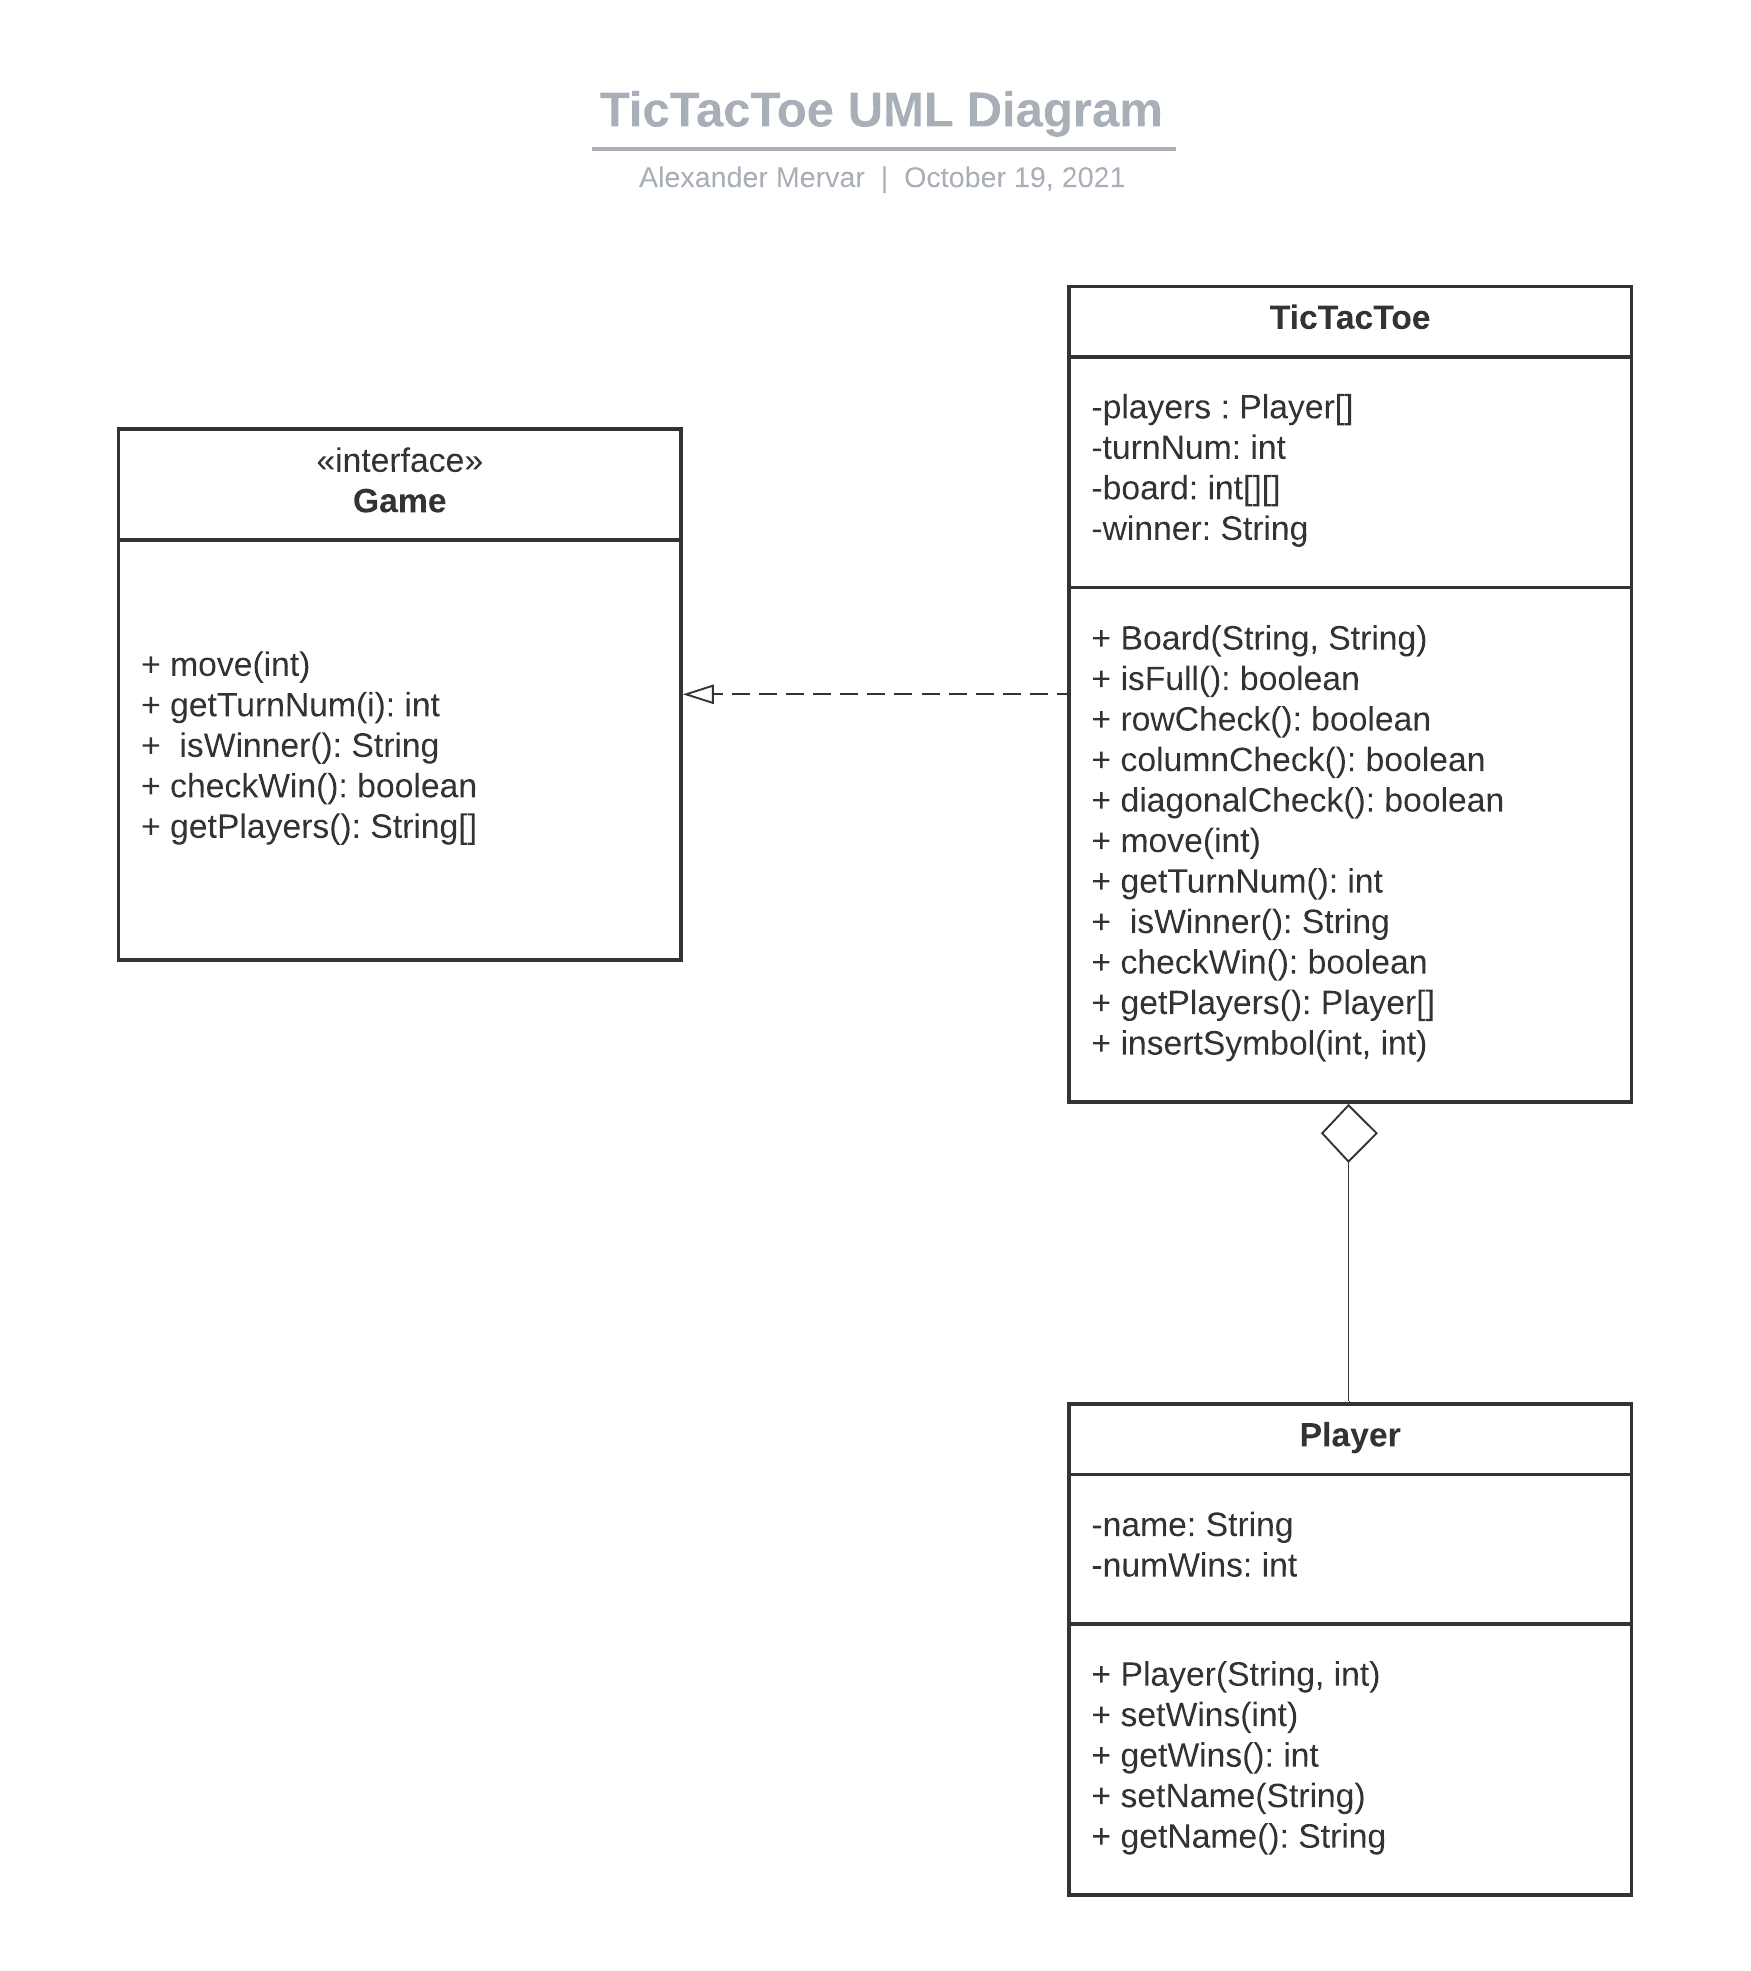 TicTacToe UML Diagram
Alexander Mervar | October 19, 2021
«interface»
Game
+ move(int)
+ getTurnNum(i): int
+  isWinner(): String
+ checkWin(): boolean
+ getPlayers(): String[]
TicTacToe
-players : Player[]
-turnNum: int
-board: int[][]
-winner: String
+ Board(String, String)
+ isFull(): boolean
+ rowCheck(): boolean
+ columnCheck(): boolean
+ diagonalCheck(): boolean
+ move(int)
+ getTurnNum(): int
+  isWinner(): String
+ checkWin(): boolean
+ getPlayers(): Player[]
+ insertSymbol(int, int)
Player
-name: String
-numWins: int
+ Player(String, int)
+ setWins(int)
+ getWins(): int
+ setName(String)
+ getName(): String